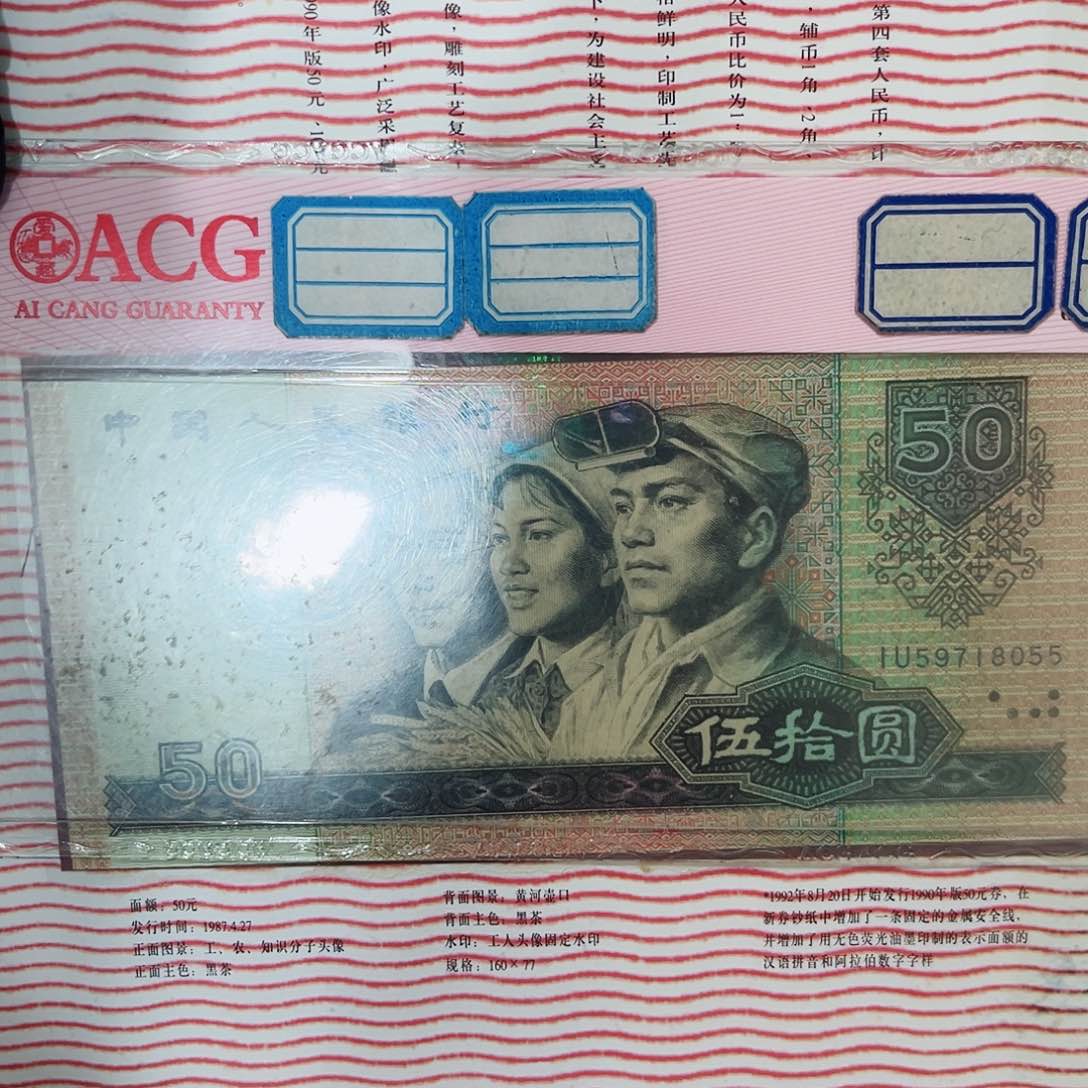 第四套人民币，计
，辅币1角、2角、
人民币比价为1:
鲜明，印制工艺先
下，为建设社会主义
像，雕刻工艺复杂，
像水印，广泛采用
90年版50元、100元
ACG
AI CANG GUARANTY
中国人民银行
50
IU59718055
伍拾圆
50
面额：50元
发行时间：1987.4.27
正面图景：工、农、知识分子头像
正面主色：黑茶
背面图景：黄河壶口
背面主色：黑茶
水印：工人头像固定水印
规格：160×77
*1992年8月20日开始发行1990年版50元券，在
新券钞纸中增加了一条固定的金属安全线，
并增加了用无色荧光油墨印制的表示面额的
汉语拼音和阿拉伯数字字样